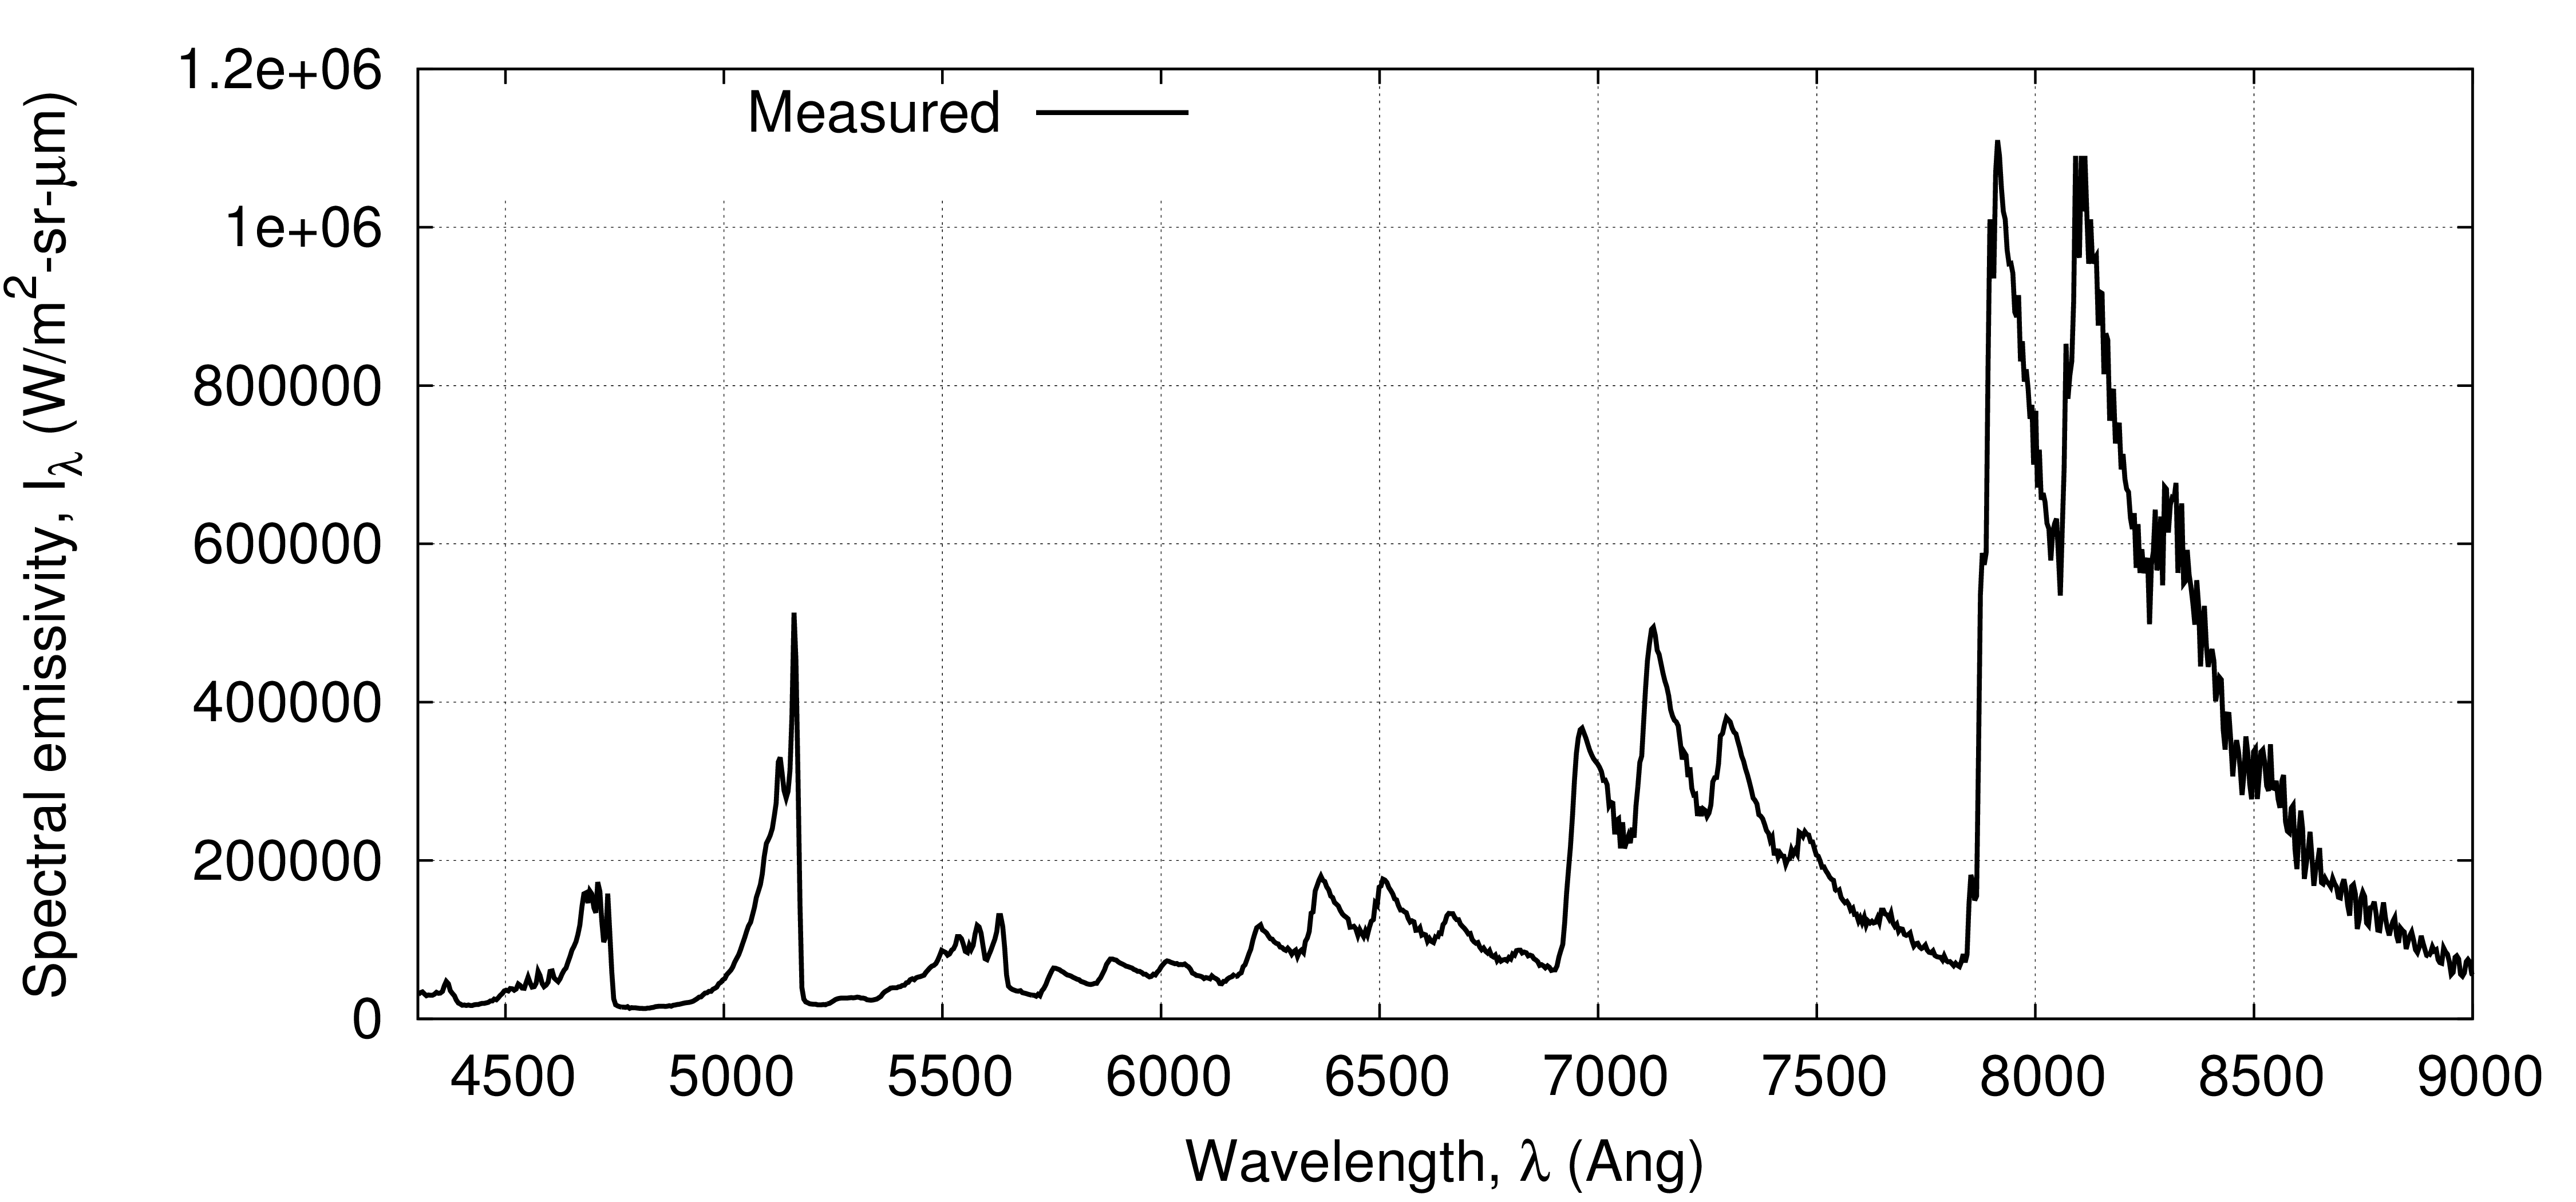 Spectral emissivity, Iλ (W/m²-sr-μm)
1.2e+06
1e+06
800000
600000
400000
200000
0
Measured
4500 5000 5500 6000 6500 7000 7500 8000 8500 9000
Wavelength, λ (Ang)